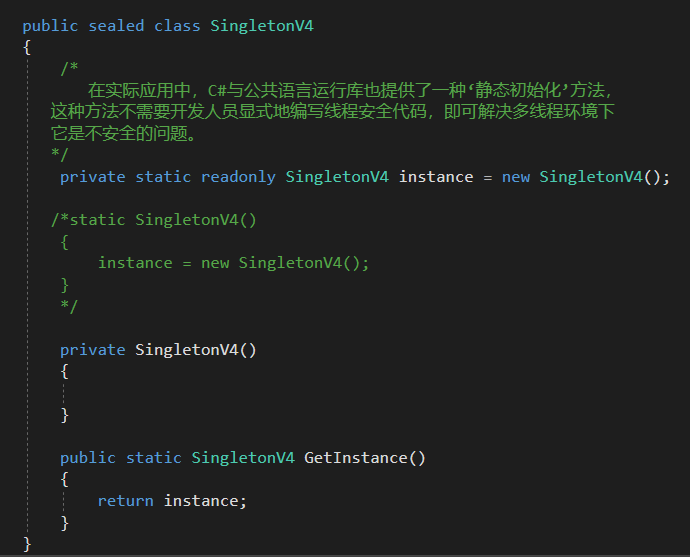 public sealed class SingletonV4
{
/*
在实际应用中，C#与公共语言运行库也提供了一种‘静态初始化’方法，
这种方法不需要开发人员显式地编写线程安全代码，即可解决多线程环境下
它是不安全的问题。
*/
private static readonly SingletonV4 instance = new SingletonV4();
/*static SingletonV4()
{
instance = new SingletonV4();
}
*/
private SingletonV4()
{
}
public static SingletonV4 GetInstance()
{
return instance;
}
}